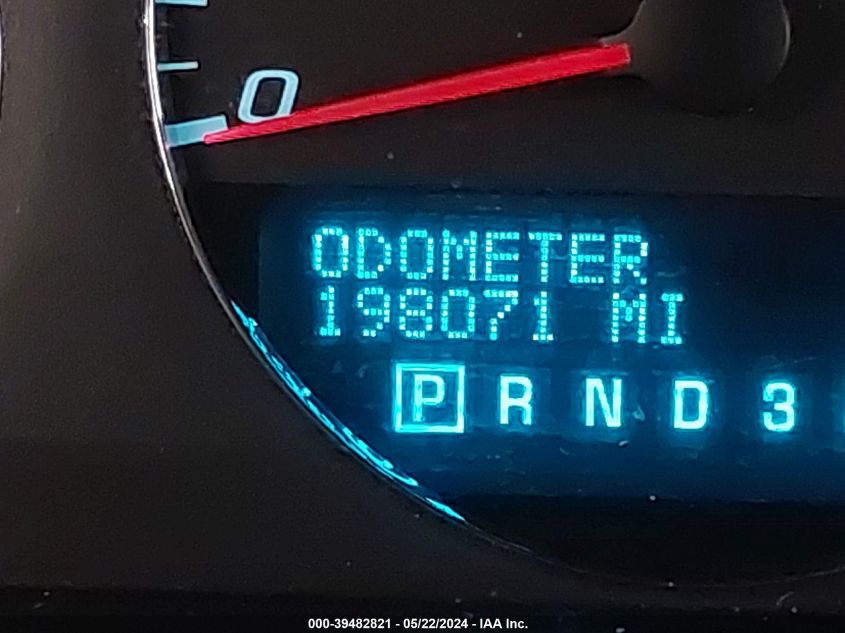 0
ODOMETER
198071 MI
P R N D 3
000-39482821 - 05/22/2024 - IAA Inc.